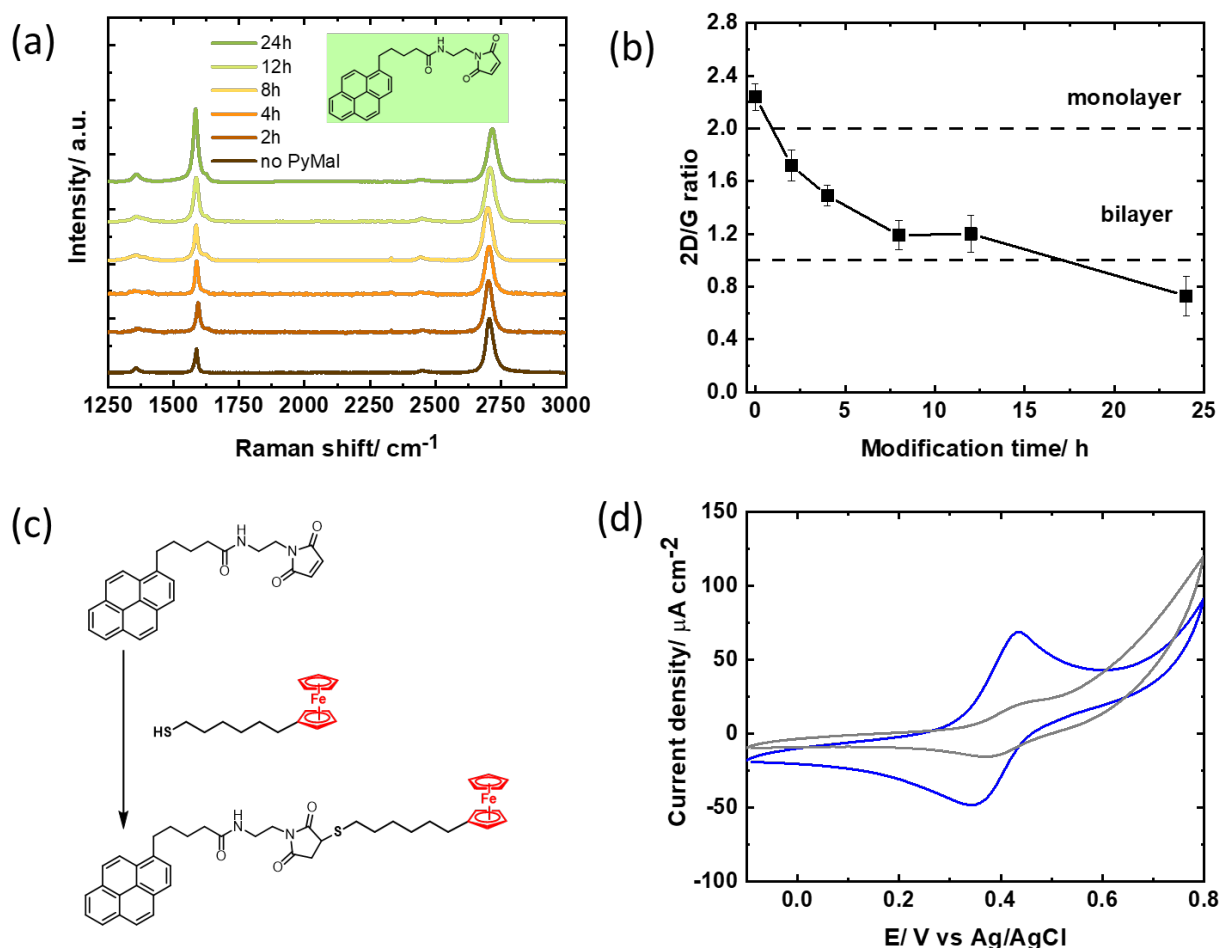 (a)
24h
12h
8h
4h
2h
no PyMal
H
N
O
N
O
O
Intensity/ a.u.
1250 1500 1750 2000 2250 2500 2750 3000
Raman shift/ cm-1
(b)
2.8
2.4
2.0
1.6
1.2
0.8
0.4
0.0
2D/G ratio
monolayer
bilayer
0 5 10 15 20 25
Modification time/ h
(c)
H
N
O
N
O
O
HS
Fe
H
N
O
N
O
O
S
Fe
(d)
150
100
50
0
-50
-100
Current density/ μA cm-2
0.0 0.2 0.4 0.6 0.8
E/ V vs Ag/AgCl